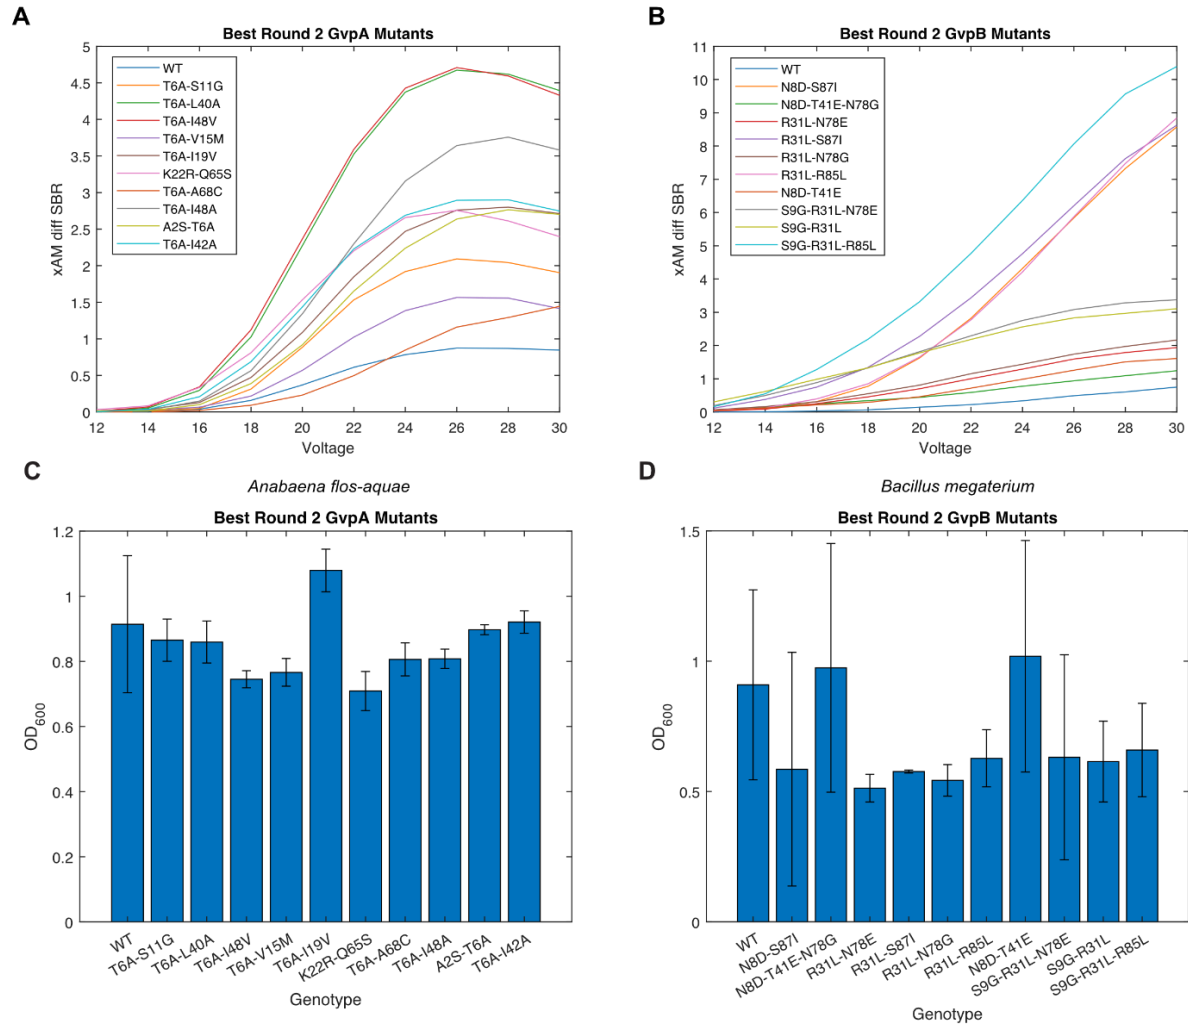 A
Best Round 2 GvpA Mutants
xAM diff SBR
5
4.5
4
3.5
3
2.5
2
1.5
1
0.5
0
WT
T6A-S11G
T6A-L40A
T6A-I48V
T6A-V15M
T6A-I19V
K22R-Q65S
T6A-A68C
T6A-I48A
A2S-T6A
T6A-I42A
12 14 16 18 20 22 24 26 28 30
Voltage
B
Best Round 2 GvpB Mutants
xAM diff SBR
11
10
9
8
7
6
5
4
3
2
1
0
WT
N8D-S87I
N8D-T41E-N78G
R31L-N78E
R31L-S87I
R31L-N78G
R31L-R85L
N8D-T41E
S9G-R31L-N78E
S9G-R31L
S9G-R31L-R85L
12 14 16 18 20 22 24 26 28 30
Voltage
C
Anabaena flos-aquae
Best Round 2 GvpA Mutants
OD600
1.2
1
0.8
0.6
0.4
0.2
0
WT
T6A-S11G
T6A-L40A
T6A-I48V
T6A-V15M
T6A-I19V
K22R-Q65S
T6A-A68C
T6A-I48A
A2S-T6A
T6A-I42A
Genotype
D
Bacillus megaterium
Best Round 2 GvpB Mutants
OD600
1.5
1
0.5
0
WT
N8D-S87I
N8D-T41E-N78G
R31L-N78E
R31L-S87I
R31L-N78G
R31L-R85L
N8D-T41E
S9G-R31L-N78E
S9G-R31L
S9G-R31L-R85L
Genotype